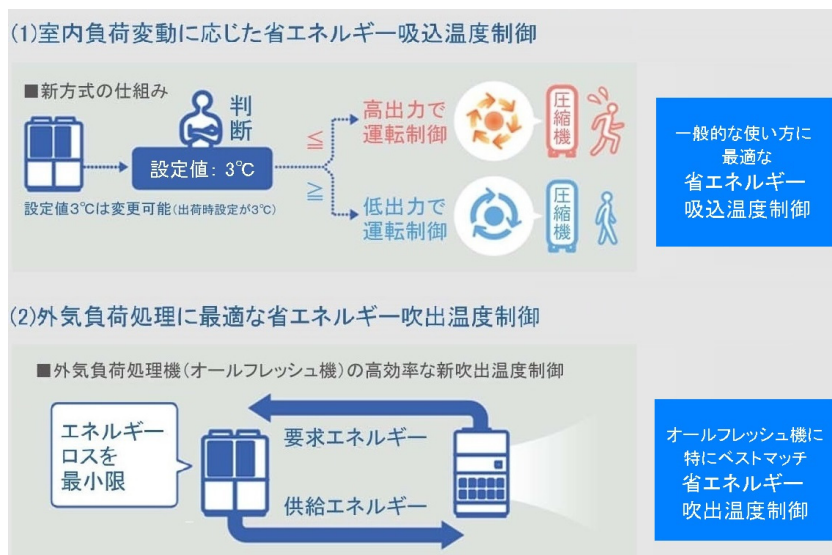 (1)室内負荷変動に応じた省エネルギー吸込温度制御
■新方式の仕組み
判断
設定値: 3℃
設定値3℃は変更可能(出荷時設定が3℃)
≦
高出力で
運転制御
圧縮機
≧
低出力で
運転制御
圧縮機
一般的な使い方に
最適な
省エネルギー
吸込温度制御
(2)外気負荷処理に最適な省エネルギー吹出温度制御
■外気負荷処理機(オールフレッシュ機)の高効率な新吹出温度制御
エネルギー
ロスを
最小限
要求エネルギー
供給エネルギー
オールフレッシュ機に
特にベストマッチ
省エネルギー
吹出温度制御